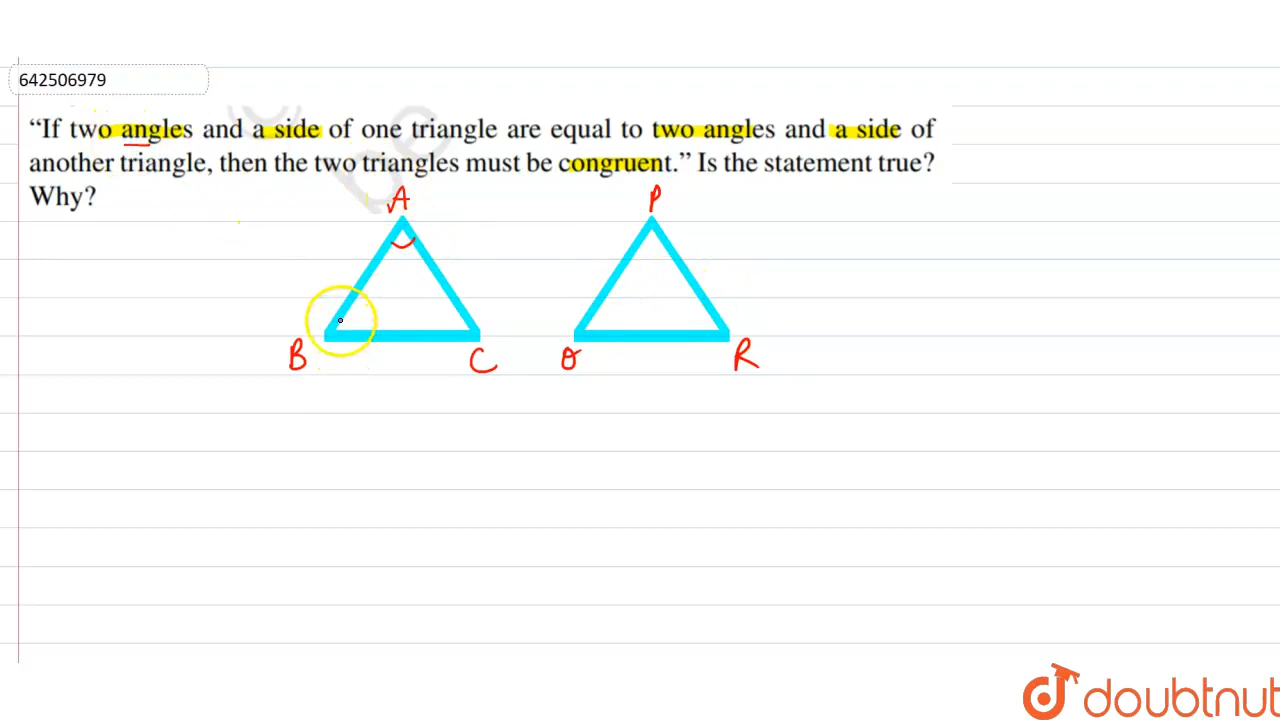 642506979
“If two angles and a side of one triangle are equal to two angles and a side of
another triangle, then the two triangles must be congruent.” Is the statement true?
Why?
A
P
B
C
Q
R
doubtnut